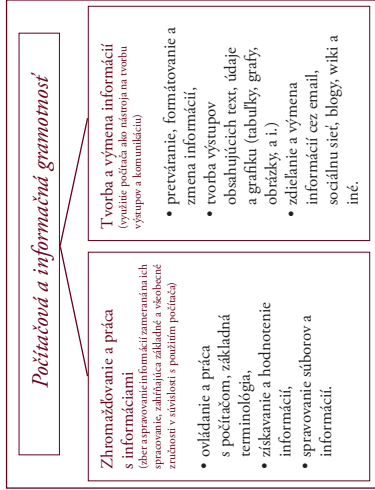 Počítačová a informačná gramotnosť
Zhromažďovanie a práca
s informáciami
(zber a spravovanie informácií zameraná na ich
spracovanie, zahŕňajúca základné a všeobecné
zručnosti v súvislosti s použitím počítača)
• ovládanie a práca
s počítačom, základná
terminológia,
• získavanie a hodnotenie
informácií,
• spravovanie súborov a
informácií.
Tvorba a výmena informácií
(využitie počítača ako nástroja na tvorbu
výstupov a komunikáciu)
• pretváranie, formátovanie a
zmena informácií,
• tvorba výstupov
obsahujúcich text, údaje
a grafiku (tabuľky, grafy,
obrázky, a i.)
• zdieľanie a výmena
informácií cez email,
sociálnu sieť, blogy, wiki a
iné.